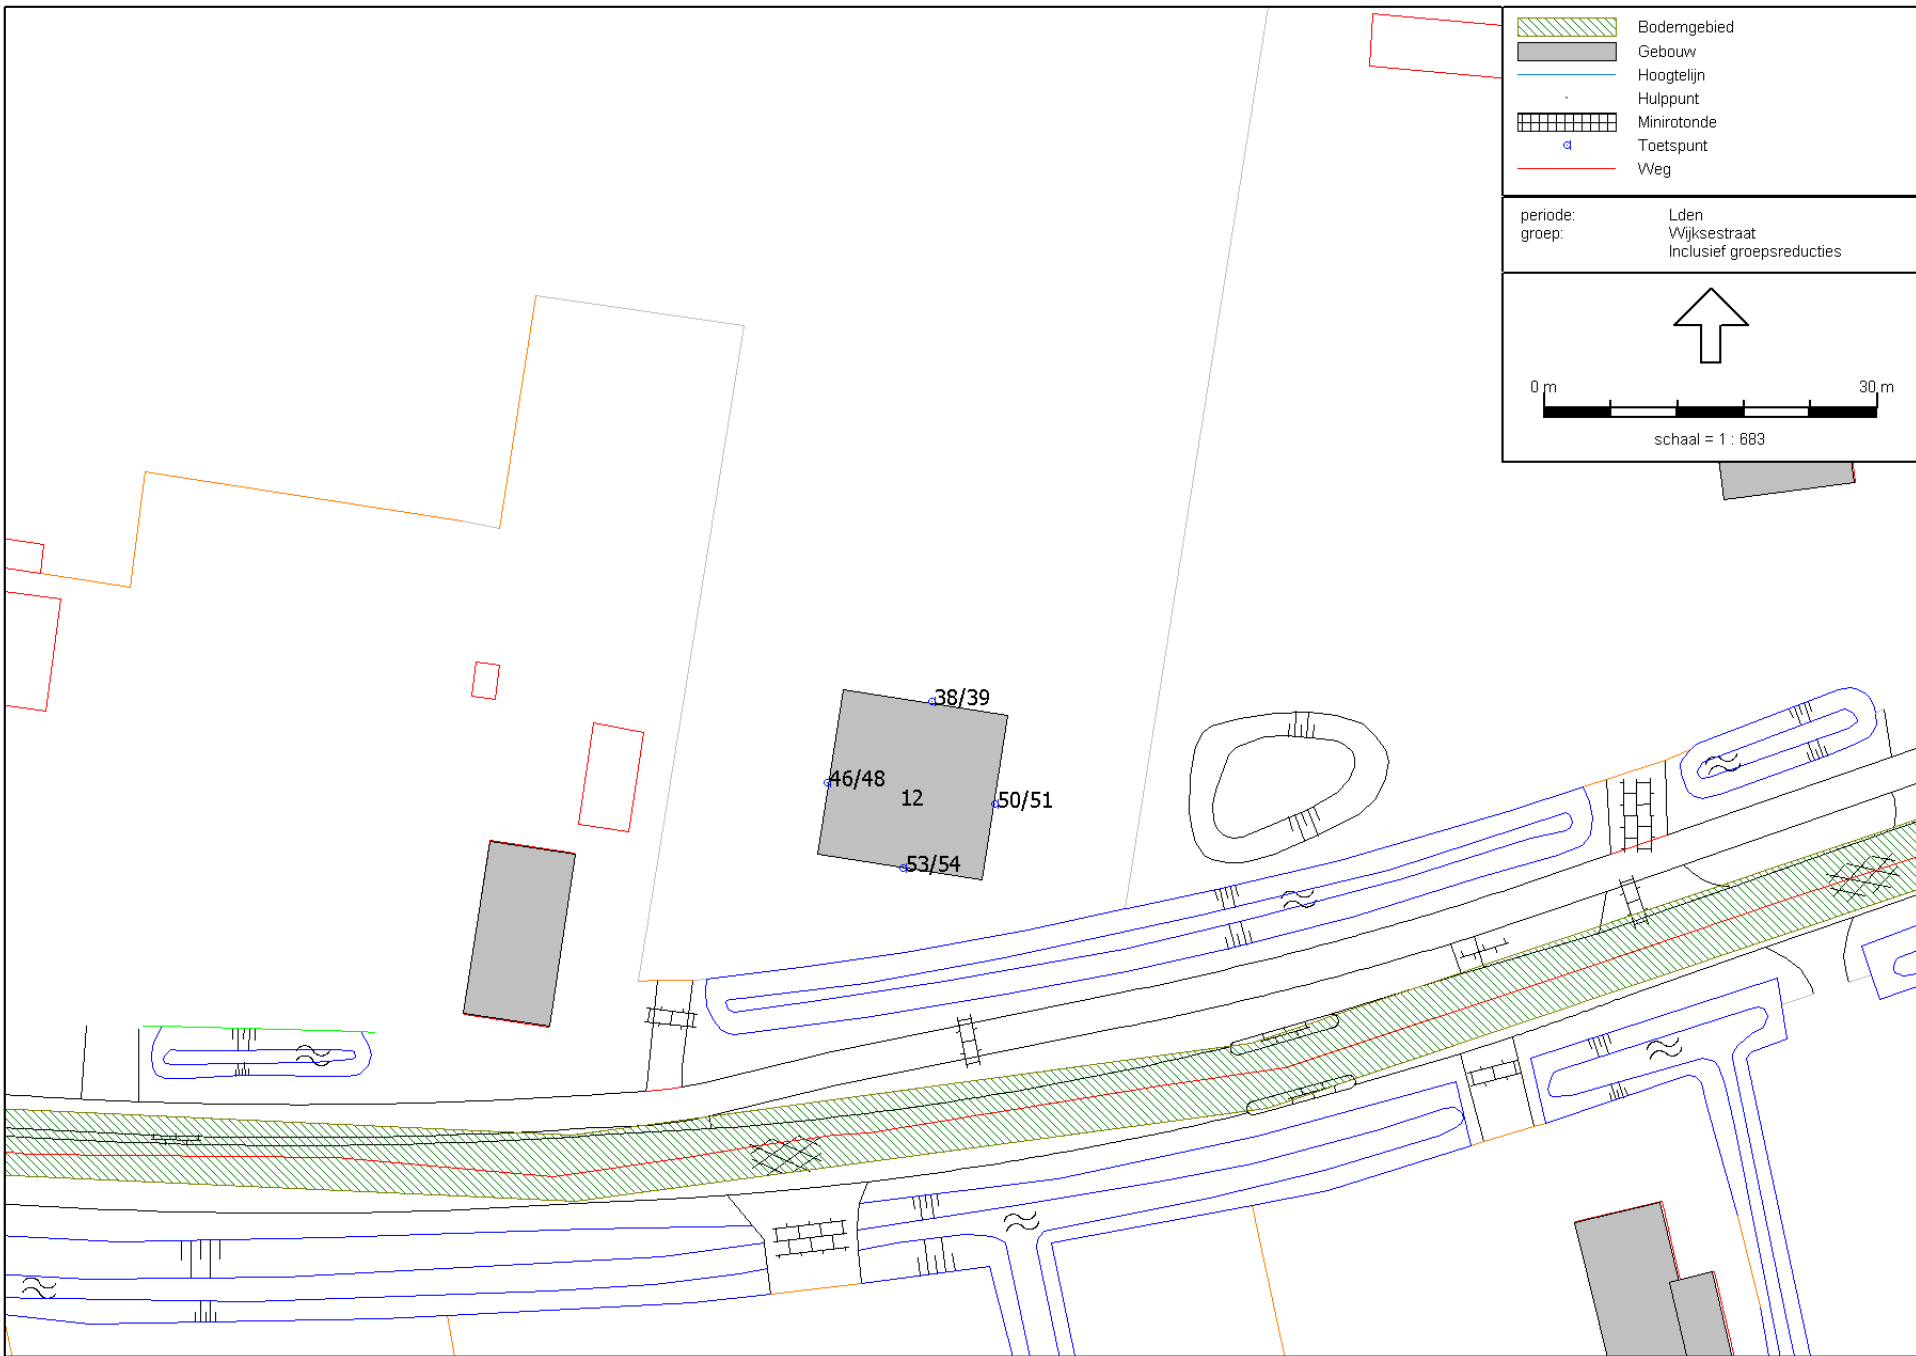 Bodemgebied
Gebouw
Hoogtelijn
Hulppunt
Minirotonde
Toetspunt
Weg
periode: Lden
groep: Wijksestraat
Inclusief groepsreducties
0 m 30 m
schaal = 1 : 683
38/39
46/48
12
50/51
53/54